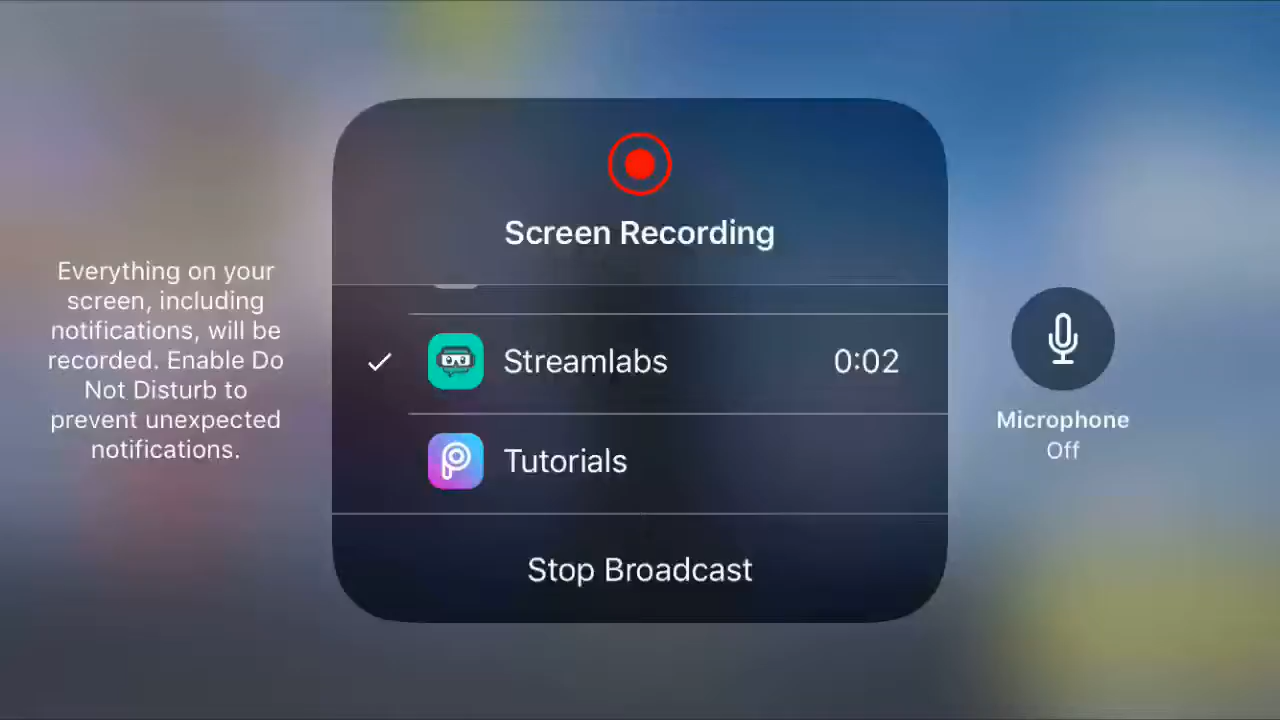 Screen Recording
Everything on your
screen, including
notifications, will be
recorded. Enable Do
Not Disturb to
prevent unexpected
notifications.
Streamlabs 0:02
Tutorials
Stop Broadcast
Microphone
Off